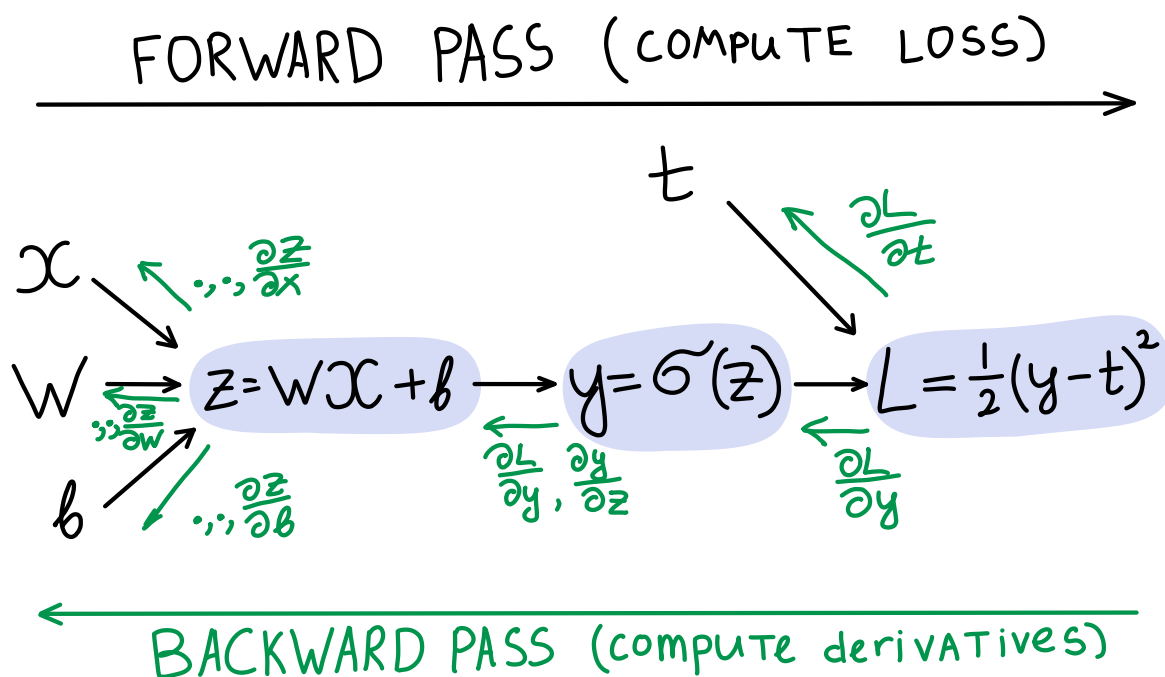 FORWARD PASS (COMPUTE LOSS)
t
∂L/∂t
x
·,·,∂z/∂x
W
z=Wx+b
y=σ(z)
L=½(y-t)²
·,·,∂z/∂W
∂L/∂y, ∂y/∂z
∂L/∂y
b
·,·,∂z/∂b
BACKWARD PASS (compute derivatives)